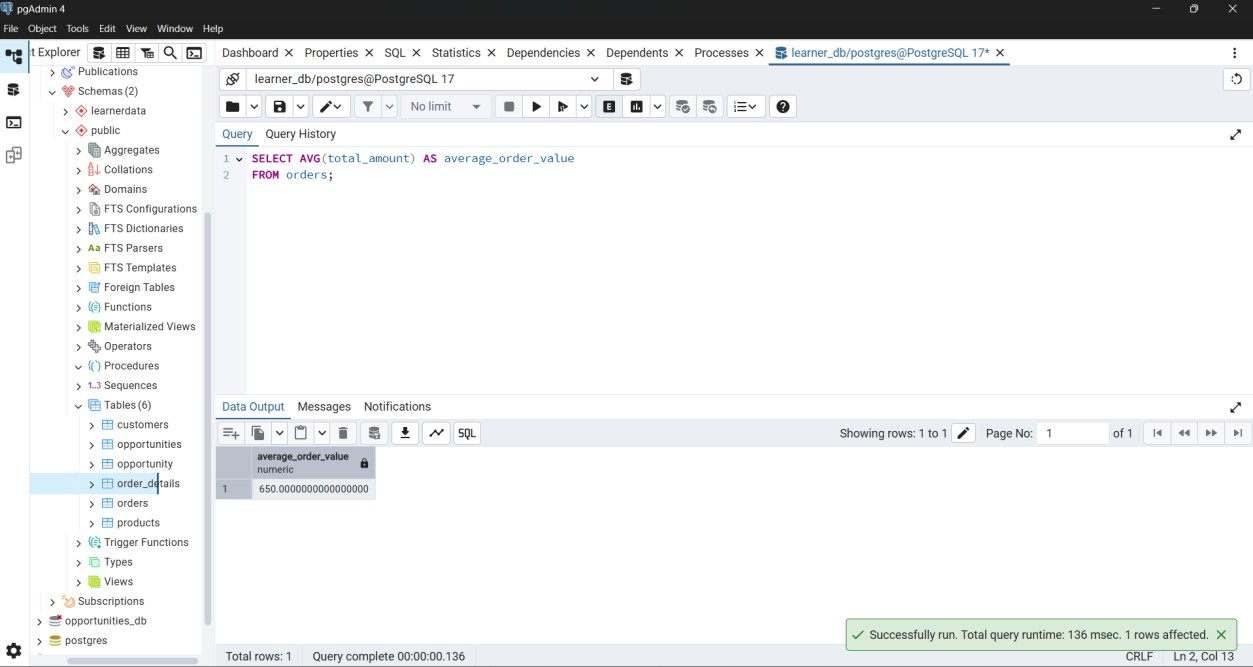 pgAdmin 4
File Object Tools Edit View Window Help
t Explorer
Dashboard Properties SQL Statistics Dependencies Dependents Processes learner_db/postgres@PostgreSQL 17*
Publications
Schemas (2)
learnerdata
public
Aggregates
Collations
Domains
FTS Configurations
FTS Dictionaries
Aa FTS Parsers
FTS Templates
Foreign Tables
Functions
Materialized Views
Operators
Procedures
1..3 Sequences
Tables (6)
customers
opportunities
opportunity
order_details
orders
products
Trigger Functions
Types
Views
Subscriptions
opportunities_db
postgres
learner_db/postgres@PostgreSQL 17
No limit
E
Query Query History
1 SELECT AVG(total_amount) AS average_order_value
2 FROM orders;
Data Output Messages Notifications
SQL Showing rows: 1 to 1 Page No: 1 of 1
average_order_value
numeric
1 650.0000000000000000
Successfully run. Total query runtime: 136 msec. 1 rows affected.
Total rows: 1 Query complete 00:00:00.136 CRLF Ln 2, Col 13